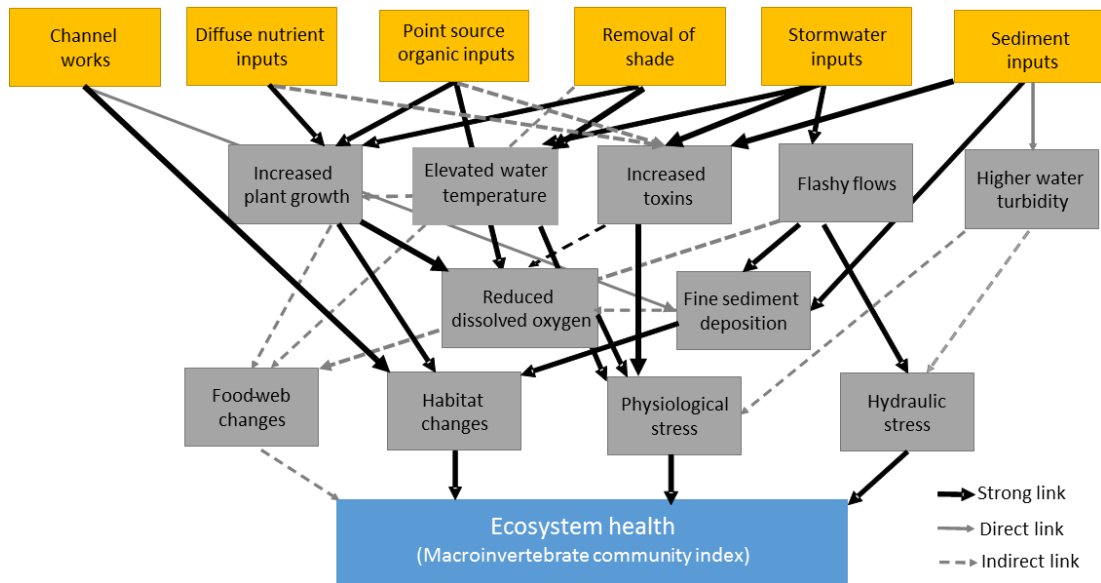 Channel
works
Diffuse nutrient
inputs
Point source
organic inputs
Removal of
shade
Stormwater
inputs
Sediment
inputs
Increased
plant growth
Elevated water
temperature
Increased
toxins
Flashy flows
Higher water
turbidity
Reduced
dissolved oxygen
Fine sediment
deposition
Food-web
changes
Habitat
changes
Physiological
stress
Hydraulic
stress
Ecosystem health
(Macroinvertebrate community index)
Strong link
Direct link
Indirect link